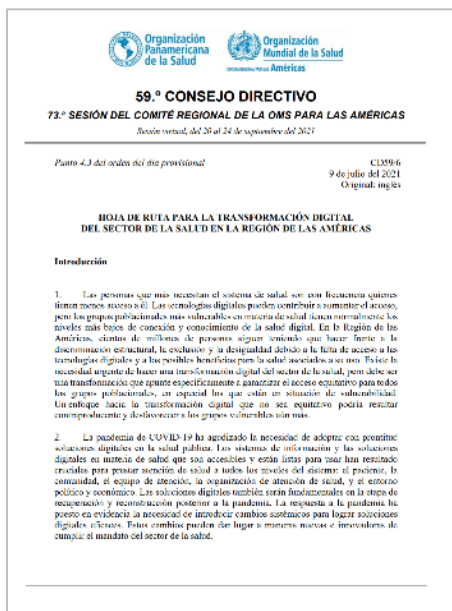 Organización
Panamericana
de la Salud
Organización
Mundial de la Salud
Américas
59.º CONSEJO DIRECTIVO
73.ª SESIÓN DEL COMITÉ REGIONAL DE LA OMS PARA LAS AMÉRICAS
Sesión virtual, del 20 al 24 de septiembre del 2021
Punto 4.3 del orden del día provisional
CD59/6
9 de julio del 2021
Original: inglés
HOJA DE RUTA PARA LA TRANSFORMACIÓN DIGITAL
DEL SECTOR DE LA SALUD EN LA REGIÓN DE LAS AMÉRICAS
Introducción
1. Las personas que más necesitan el sistema de salud son con frecuencia quienes
tienen menos acceso a él. Las tecnologías digitales pueden contribuir a aumentar el acceso,
pero los grupos poblacionales más vulnerables en materia de salud tienen normalmente los
niveles más bajos de conexión y conocimiento de la salud digital. En la Región de las
Américas, cientos de millones de personas siguen teniendo que hacer frente a la
discriminación estructural, la exclusión y la desigualdad debido a la falta de acceso a las
tecnologías digitales y a los posibles beneficios para la salud asociados a su uso. Existe la
necesidad urgente de hacer una transformación digital del sector de la salud, pero debe ser
una transformación que apunte específicamente a garantizar el acceso equitativo para todos
los grupos poblacionales, en especial los que están en situación de vulnerabilidad.
Un enfoque hacia la transformación digital que no sea equitativo podría resultar
contraproducente y desfavorecer a los grupos vulnerables aún más.
2. La pandemia de COVID-19 ha agudizado la necesidad de adoptar con prontitud
soluciones digitales en la salud pública. Los sistemas de información y las soluciones
digitales en materia de salud que son accesibles y están listas para usar han resultado
cruciales para prestar atención de salud a todos los niveles del sistema: el paciente, la
comunidad, el equipo de atención, la organización de atención de salud, y el entorno
político y económico. Las soluciones digitales también serán fundamentales en la etapa de
recuperación y reconstrucción posterior a la pandemia. La respuesta a la pandemia ha
puesto en evidencia la necesidad de introducir cambios sistémicos para lograr soluciones
digitales eficaces. Estos cambios pueden dar lugar a maneras nuevas e innovadoras de
cumplir el mandato del sector de la salud.